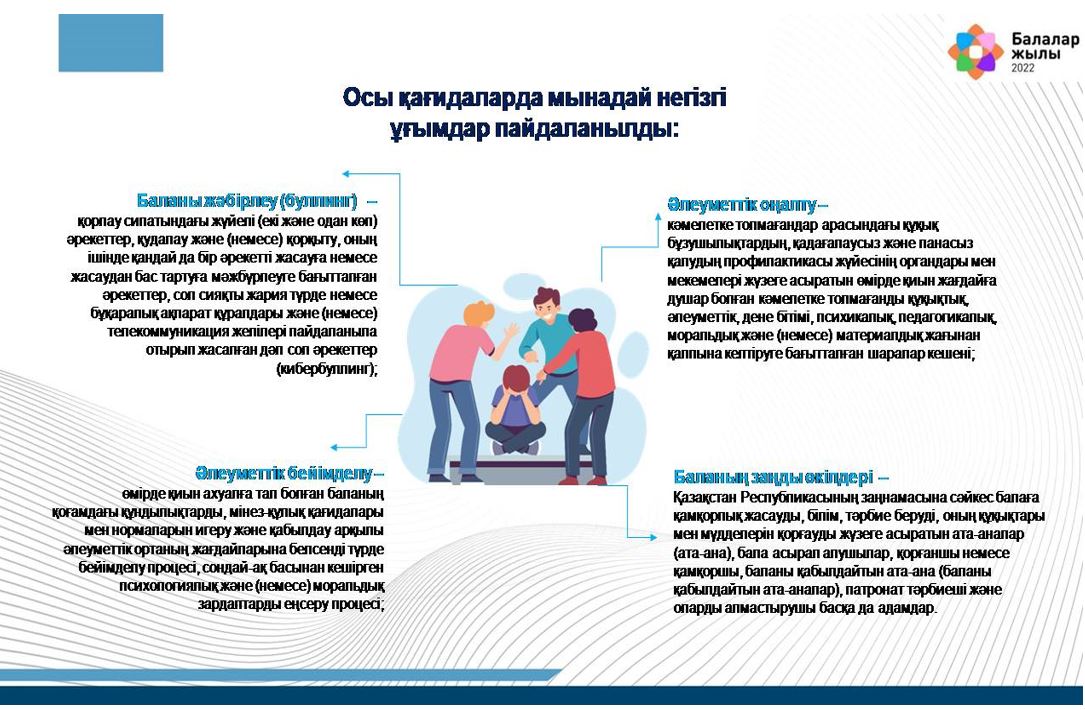 Балалар
жылы
2022
Осы қағидаларда мынадай негізгі
ұғымдар пайдаланылды:
Баланы жәбірлеу (буллинг) –
қорлау сипатындағы жүйелі (екі және одан көп)
әрекеттер, қудалау және (немесе) қорқыту, оның
ішінде қандай да бір әрекетті жасауға немесе
жасаудан бас тартуға мәжбүрлеуге бағытталған
әрекеттер, сол сияқты жария түрде немесе
бұқаралық ақпарат құралдары және (немесе)
телекоммуникация желілері пайдаланыла
отырып жасалған дәл сол әрекеттер
(кибербуллинг);
Әлеуметтік оңалту–
кәмелетке толмағандар арасындағы құқық
бұзушылықтардың, қадағалаусыз және панасыз
қалудың профилактикасы жүйесінің органдары мен
мекемелері жүзеге асыратын өмірде қиын жағдайға
душар болған кәмелетке толмағанды құқықтық,
әлеуметтік, дене бітімі, психикалық, педагогикалық,
моральдық және (немесе) материалдық жағынан
қалпына келтіруге бағытталған шаралар кешені;
Әлеуметтік бейімделу–
өмірде қиын ахуалға тап болған баланың
қоғамдағы құндылықтарды, мінез-құлық қағидалары
мен нормаларын игеру және қабылдау арқылы
әлеуметтік ортаның жағдайларына белсенді түрде
бейімделу процесі, сондай-ақ басынан кешірген
психологиялық және (немесе) моральдық
зардаптарды еңсеру процесі;
Баланың заңды өкілдері –
Қазақстан Республикасының заңнамасына сәйкес балаға
қамқорлық жасауды, білім, тәрбие беруді, оның құқықтары
мен мүдделерін қорғауды жүзеге асыратын ата-аналар
(ата-ана), бала асырап алушылар, қорғаншы немесе
қамқоршы, баланы қабылдайтын ата-ана (баланы
қабылдайтын ата-аналар), патронат тәрбиеші және
оларды алмастырушы басқа да адамдар.